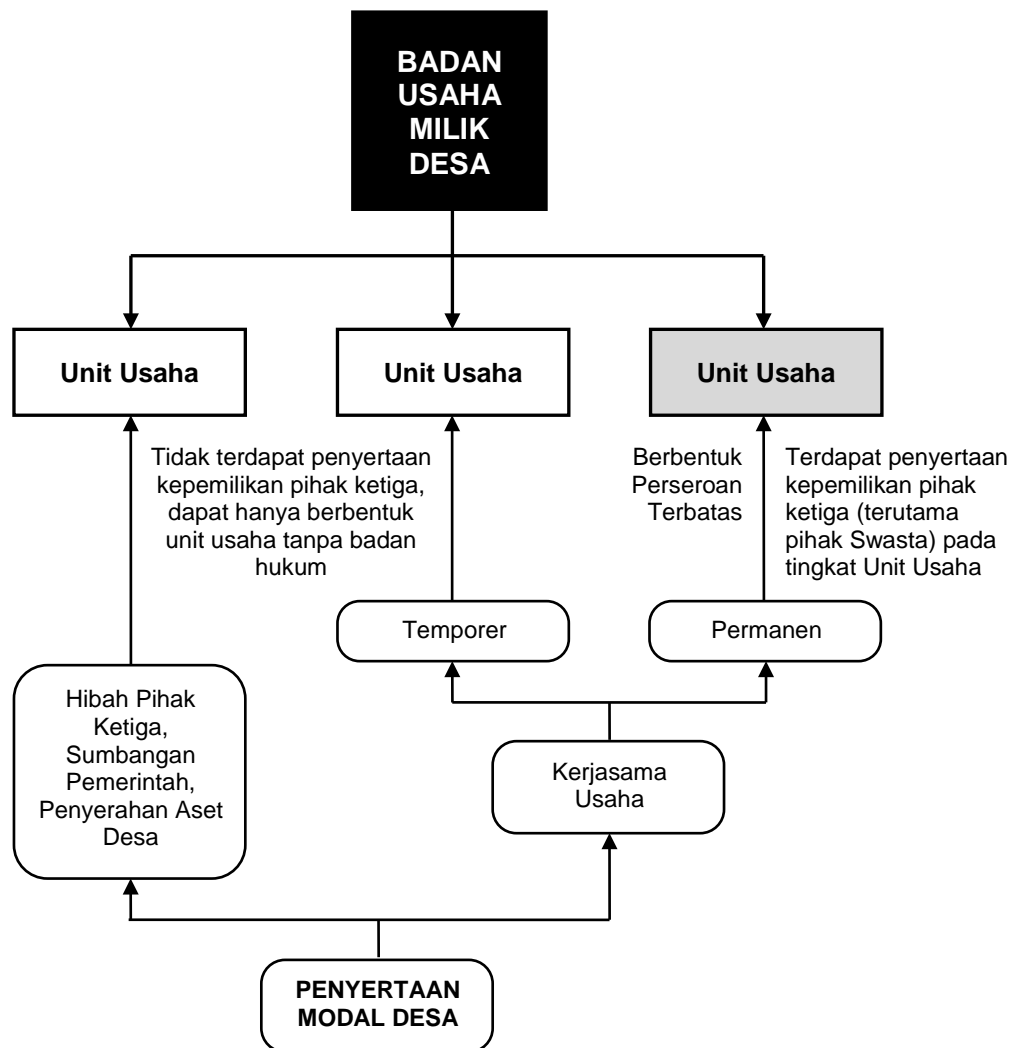 BADAN
USAHA
MILIK
DESA
Unit Usaha
Unit Usaha
Unit Usaha
Tidak terdapat penyertaan
kepemilikan pihak ketiga,
dapat hanya berbentuk
unit usaha tanpa badan
hukum
Berbentuk
Perseroan
Terbatas
Terdapat penyertaan
kepemilikan pihak
ketiga (terutama
pihak Swasta) pada
tingkat Unit Usaha
Temporer
Permanen
Hibah Pihak
Ketiga,
Sumbangan
Pemerintah,
Penyerahan Aset
Desa
Kerjasama
Usaha
PENYERTAAN
MODAL DESA